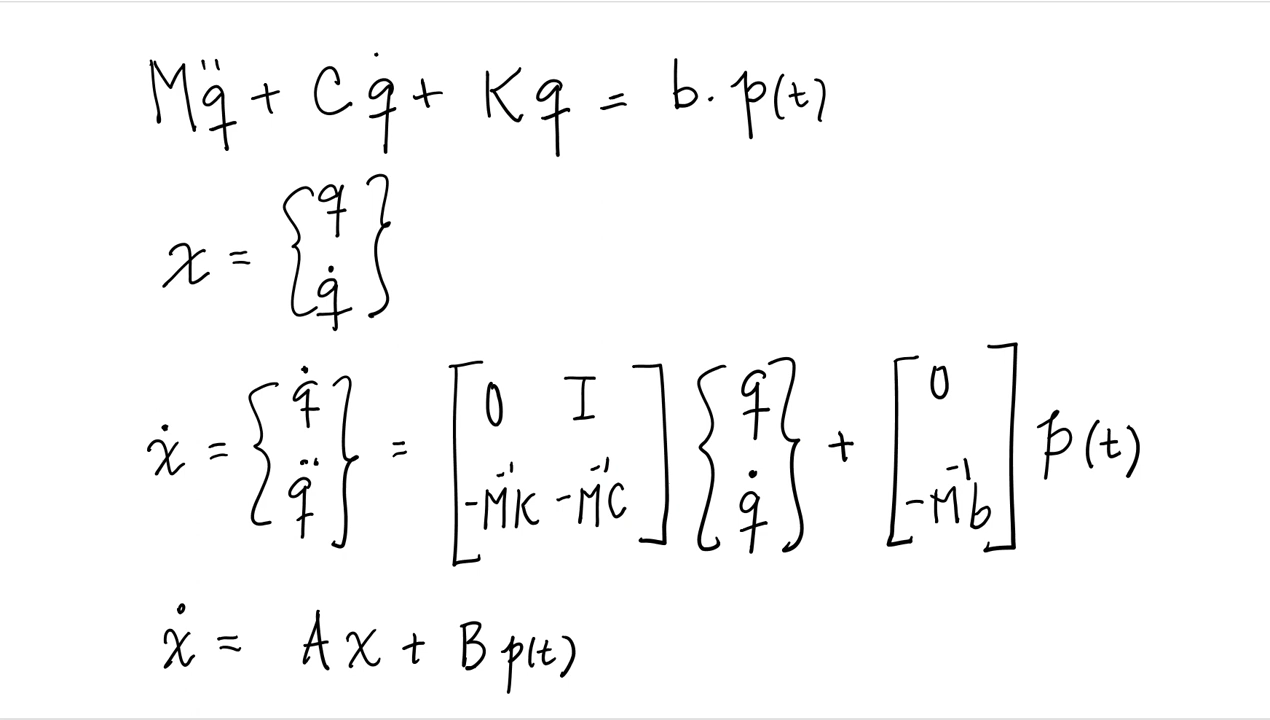 Mq̈ + Cq̇ + Kq = b·p(t)
x = {q q̇}
ẋ = {q̇ q̈} = [0 I; -M⁻¹K -M⁻¹C] {q q̇} + [0; -M⁻¹b] p(t)
ẋ = Ax + Bp(t)